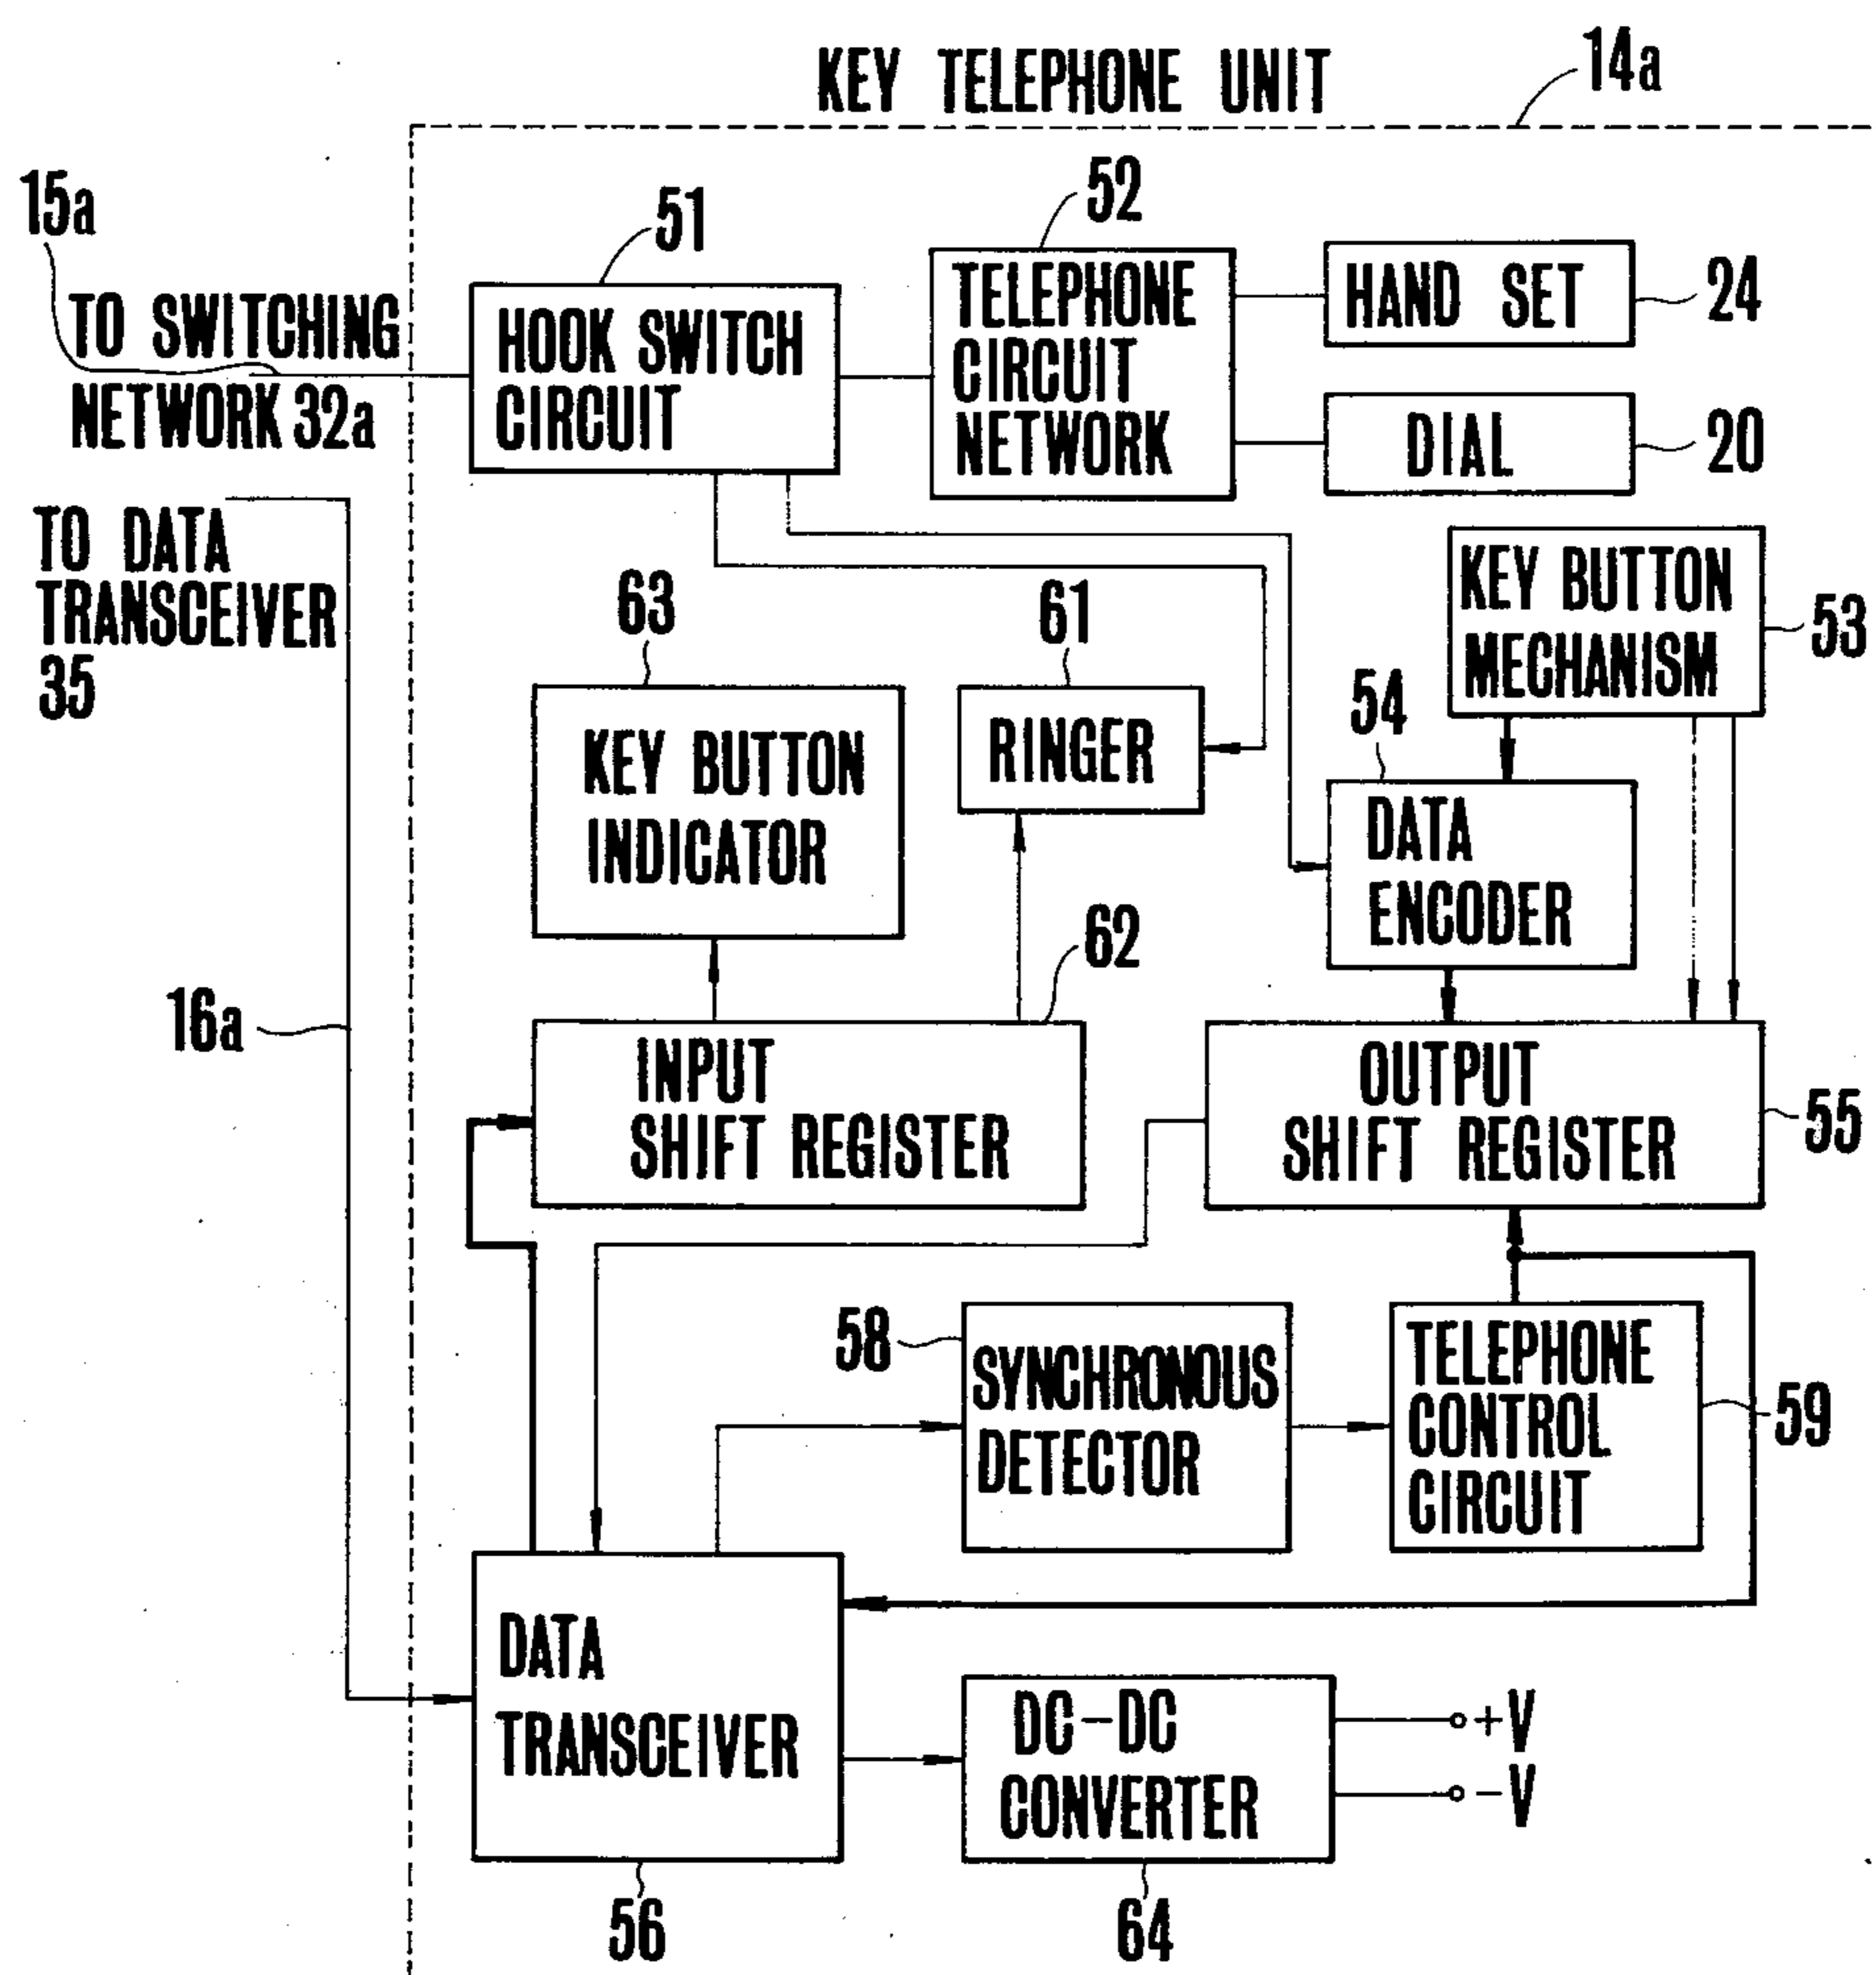 KEY TELEPHONE UNIT
14a
15a
TO SWITCHING
NETWORK 32a
51
HOOK SWITCH
CIRCUIT
52
TELEPHONE
CIRCUIT
NETWORK
HAND SET
24
DIAL
20
TO DATA
TRANSCEIVER
35
16a
63
KEY BUTTON
INDICATOR
61
RINGER
KEY BUTTON
MECHANISM
53
54
DATA
ENCODER
62
INPUT
SHIFT REGISTER
OUTPUT
SHIFT REGISTER
55
58
SYNCHRONOUS
DETECTOR
TELEPHONE
CONTROL
CIRCUIT
59
DATA
TRANSCEIVER
56
DC-DC
CONVERTER
64
+V
-V